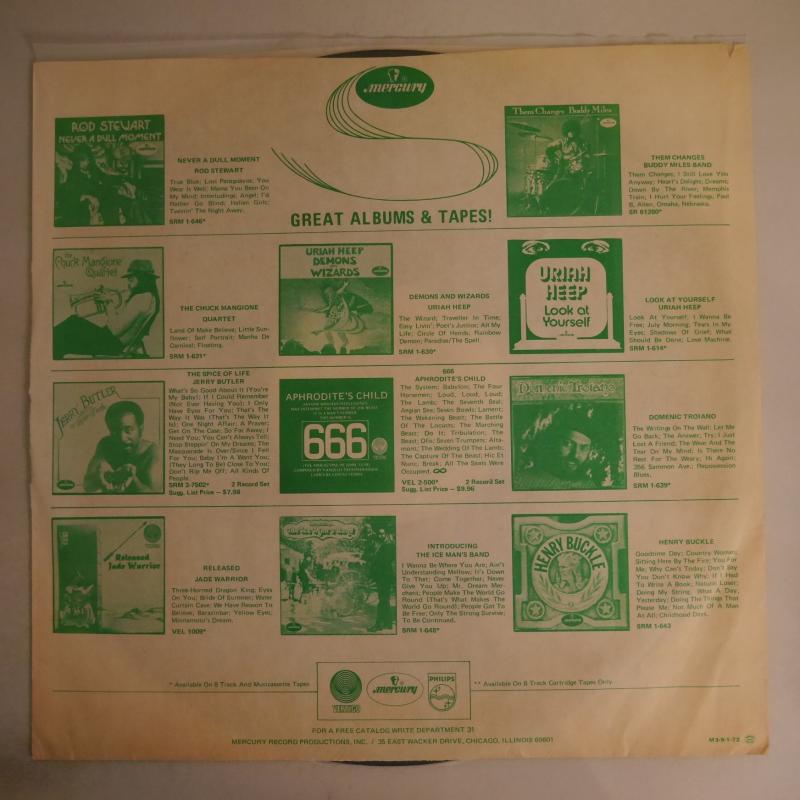 mercury
GREAT ALBUMS & TAPES!
ROD STEWART
NEVER A DULL MOMENT
NEVER A DULL MOMENT
ROD STEWART
True Blue; Lost Paraguayos; You
Wear It Well; Mama You Been On
My Mind; Interludings; Angel; I'd
Rather Go Blind; Italian Girls;
Twistin' The Night Away.
SRM 1-646*
Them Changes Buddy Miles
THEM CHANGES
BUDDY MILES BAND
Them Changes; I Still Love You
Anyway; Heart's Delight; Dreams;
Down By The River; Memphis
Train; I Hurt Your Feelings; Paul
B, Allen, Omaha, Nebraska.
SR 61280*
the
Chuck Mangione
Quartet
THE CHUCK MANGIONE
QUARTET
Land Of Make Believe; Little Sun-
flower; Self Portrait; Manha De
Carnival; Floating.
SRM 1-631*
URIAH HEEP
DEMONS
AND
WIZARDS
DEMONS AND WIZARDS
URIAH HEEP
The Wizard; Traveller In Time;
Easy Livin'; Poet's Justice; All My
Life; Circle Of Hands; Rainbow
Demon; Paradise/The Spell.
SRM 1-630*
URIAH
HEEP
Look at
Yourself
LOOK AT YOURSELF
URIAH HEEP
Look At Yourself; I Wanna Be
Free; July Morning; Tears In My
Eyes; Shadows Of Grief; What
Should Be Done; Love Machine.
SRM 1-614*
JERRY BUTLER
THE SPICE OF LIFE
JERRY BUTLER
What's So Good About It (You're
My Baby); If I Could Remember
(Not Ever Having You); I Only
Have Eyes For You; That's The
Way It Was (That's The Way It
Is); One Night Affair; A Prayer;
Get On The Case; So Far Away; I
Need You; You Can't Always Tell;
Stop Steppin' On My Dreams; The
Masquerade Is Over/Since I Fell
For You; Baby I'm A Want You;
(They Long To Be) Close To You;
Don't Rip Me Off; All Kinds Of
People.
SRM 2-7502* 2 Record Set
Sugg. List Price – $7.98
APHRODITE'S CHILD
666
666
APHRODITE'S CHILD
The System; Babylon; The Four
Horsemen; Loud, Loud, Loud;
The Lamb; The Seventh Seal;
Aegian Sea; Seven Bowls; Lament;
The Wakening Beast; The Battle
Of The Locusts; The Marching
Beast; Do It; Tribulation; The
Beast; Ofis; Seven Trumpets; Alta-
mont; The Wedding Of The Lamb;
The Capture Of The Beast; Hic Et
Nunc; Break; All The Seats Were
Occupied. ∞
VEL 2-500* 2 Record Set
Sugg. List Price – $9.96
Domenic Troiano
DOMENIC TROIANO
The Writings On The Wall; Let Me
Go Back; The Answer; Try; I Just
Lost A Friend; The Wear And The
Tear On My Mind; Is There No
Rest For The Weary; Hi Again;
356 Sammon Ave.; Repossession
Blues.
SRM 1-639*
Released
Jade Warrior
RELEASED
JADE WARRIOR
Three-Horned Dragon King; Eyes
On You; Bride Of Summer; Water
Curtain Cave; We Have Reason To
Believe; Barazinbar; Yellow Eyes;
Minnamoto's Dream.
VEL 1009*
INTRODUCING
THE ICE MAN'S BAND
I Wanna Be Where You Are; Ain't
Understanding Mellow; It's Down
To That; Come Together; Never
Give You Up; Mr. Dream Mer-
chant; People Make The World Go
Round (That's What Makes The
World Go Round); People Got To
Be Free; Only The Strong Survive;
To Be Continued.
SRM 1-648*
HENRY BUCKLE
HENRY BUCKLE
Goodtime Day; Country Woman;
Sitting Here By The Fire; You For
Me; Why Can't Today; Don't Say
You Don't Know Why; If I Had
To Write A Book; Natural Loser;
Doing My String, What A Day,
Yesterday; Doing The Things That
Please Me; Not Much Of A Man
At All; Childhood Days.
SRM 1-643
* Available On 8 Track And Musicassette Tapes
VERTIGO
mercury
PHILIPS
** Available On 8 Track Cartridge Tapes Only
FOR A FREE CATALOG WRITE DEPARTMENT 31
MERCURY RECORD PRODUCTIONS, INC. / 35 EAST WACKER DRIVE, CHICAGO, ILLINOIS 60601
M3-9-1-72